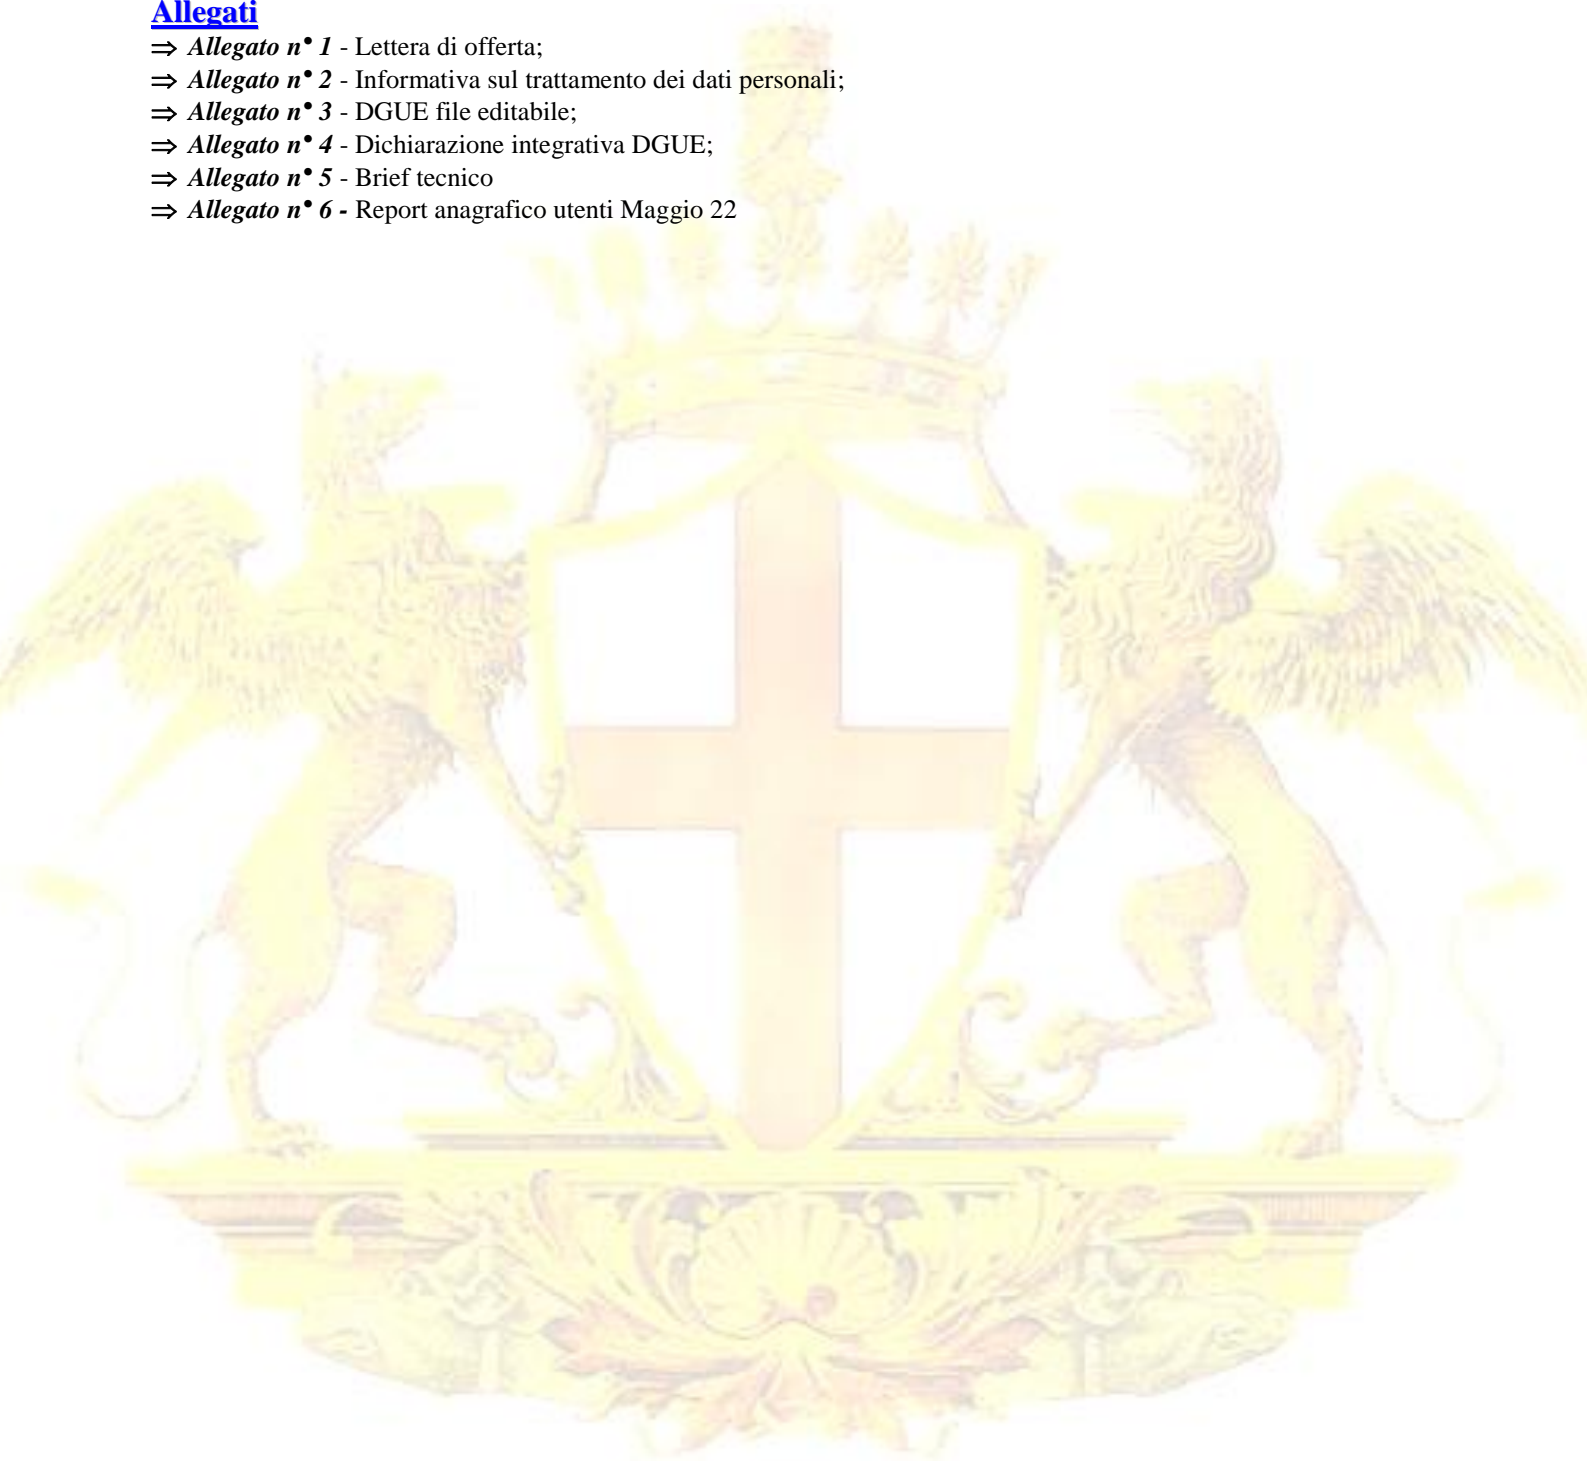 Allegati
⇒ Allegato n° 1 - Lettera di offerta;
⇒ Allegato n° 2 - Informativa sul trattamento dei dati personali;
⇒ Allegato n° 3 - DGUE file editabile;
⇒ Allegato n° 4 - Dichiarazione integrativa DGUE;
⇒ Allegato n° 5 - Brief tecnico
⇒ Allegato n° 6 - Report anagrafico utenti Maggio 22